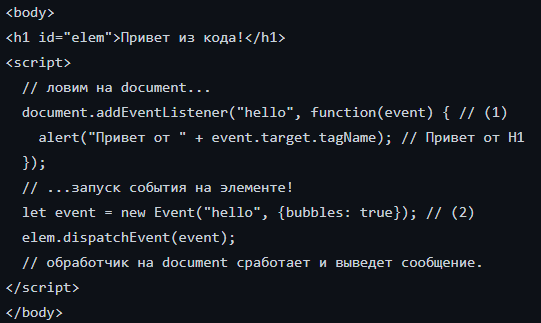 <body>
<h1 id="elem">Привет из кода!</h1>
<script>
  // ловим на document...
  document.addEventListener("hello", function(event) { // (1)
    alert("Привет от " + event.target.tagName); // Привет от H1
  });
  // ...запуск события на элементе!
  let event = new Event("hello", {bubbles: true}); // (2)
  elem.dispatchEvent(event);
  // обработчик на document сработает и выведет сообщение.
</script>
</body>